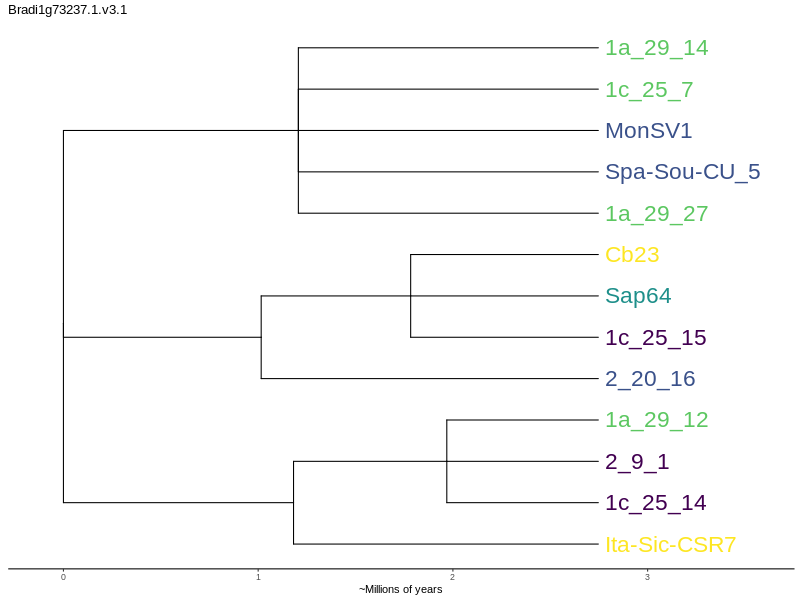 Bradi1g73237.1.v3.1
1a_29_14
1c_25_7
MonSV1
Spa-Sou-CU_5
1a_29_27
Cb23
Sap64
1c_25_15
2_20_16
1a_29_12
2_9_1
1c_25_14
Ita-Sic-CSR7
0 1 2 3
~Millions of years